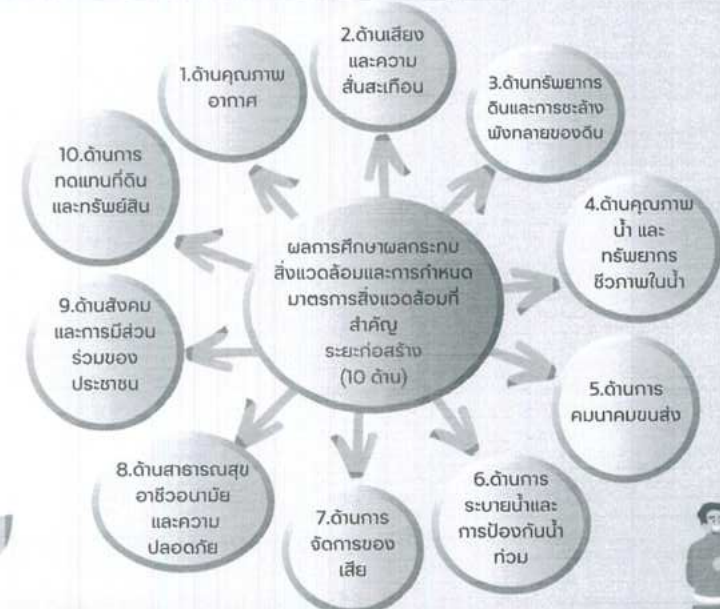 ผลการศึกษาผลกระทบ
สิ่งแวดล้อมและการกำหนด
มาตรการสิ่งแวดล้อมที่
สำคัญ
ระยะก่อสร้าง
(10 ด้าน)
1.ด้านคุณภาพ
อากาศ
2.ด้านเสียง
และความ
สั่นสะเทือน
3.ด้านทรัพยากร
ดินและการชะล้าง
พังทลายของดิน
4.ด้านคุณภาพ
น้ำ และ
ทรัพยากร
ชีวภาพในน้ำ
5.ด้านการ
คมนาคมขนส่ง
6.ด้านการ
ระบายน้ำและ
การป้องกันน้ำ
ท่วม
7.ด้านการ
จัดการของ
เสีย
8.ด้านสาธารณสุข
อาชีวอนามัย
และความ
ปลอดภัย
9.ด้านสังคม
และการมีส่วน
ร่วมของ
ประชาชน
10.ด้านการ
ทดแทนที่ดิน
และทรัพย์สิน